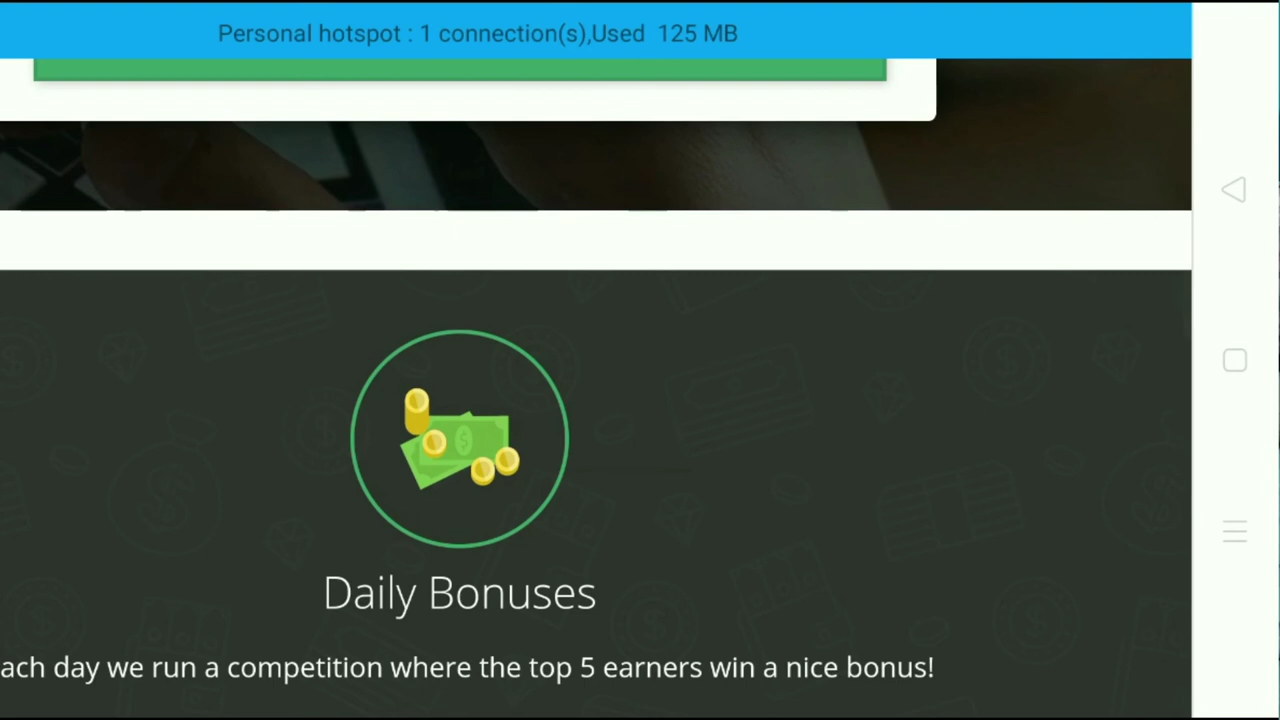 Personal hotspot : 1 connection(s),Used 125 MB
Daily Bonuses
ach day we run a competition where the top 5 earners win a nice bonus!